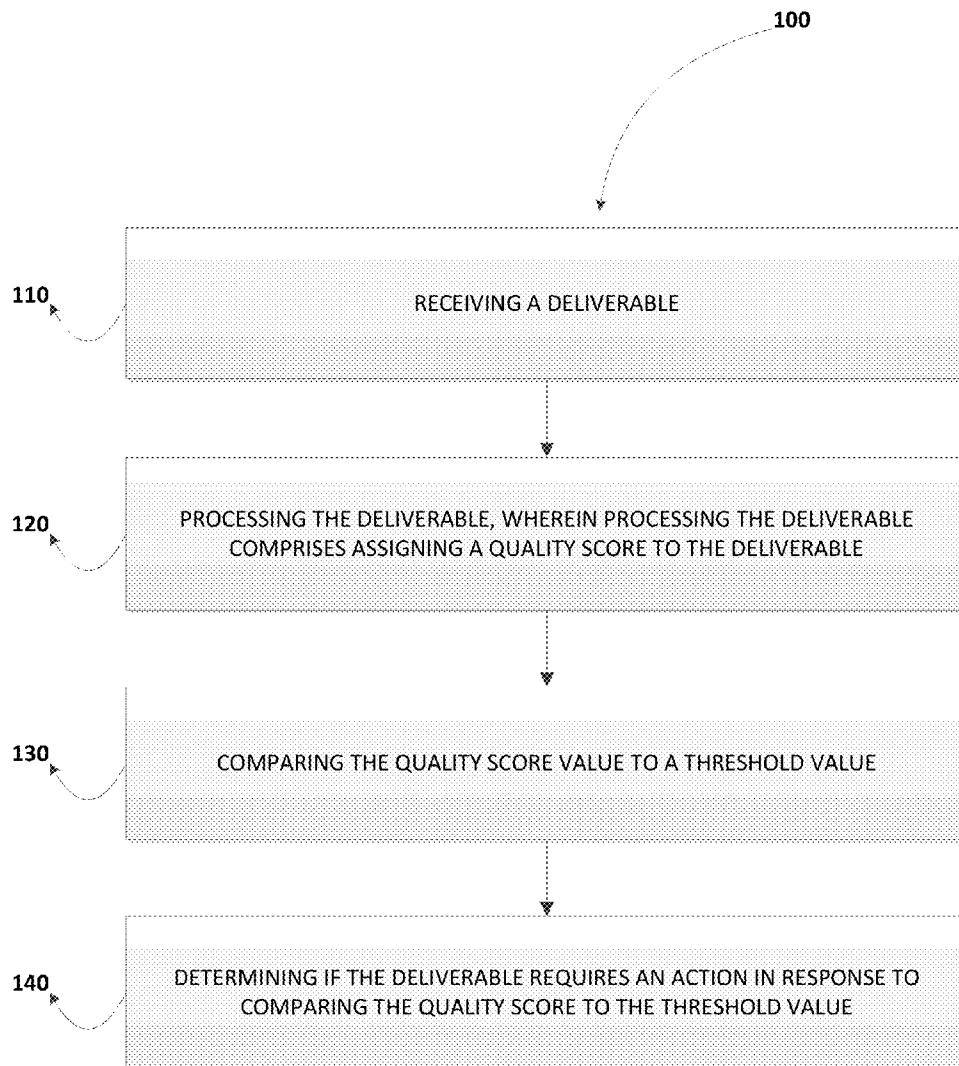 100
110
RECEIVING A DELIVERABLE
120
PROCESSING THE DELIVERABLE, WHEREIN PROCESSING THE DELIVERABLE
COMPRISES ASSIGNING A QUALITY SCORE TO THE DELIVERABLE
130
COMPARING THE QUALITY SCORE VALUE TO A THRESHOLD VALUE
140
DETERMINING IF THE DELIVERABLE REQUIRES AN ACTION IN RESPONSE TO
COMPARING THE QUALITY SCORE TO THE THRESHOLD VALUE